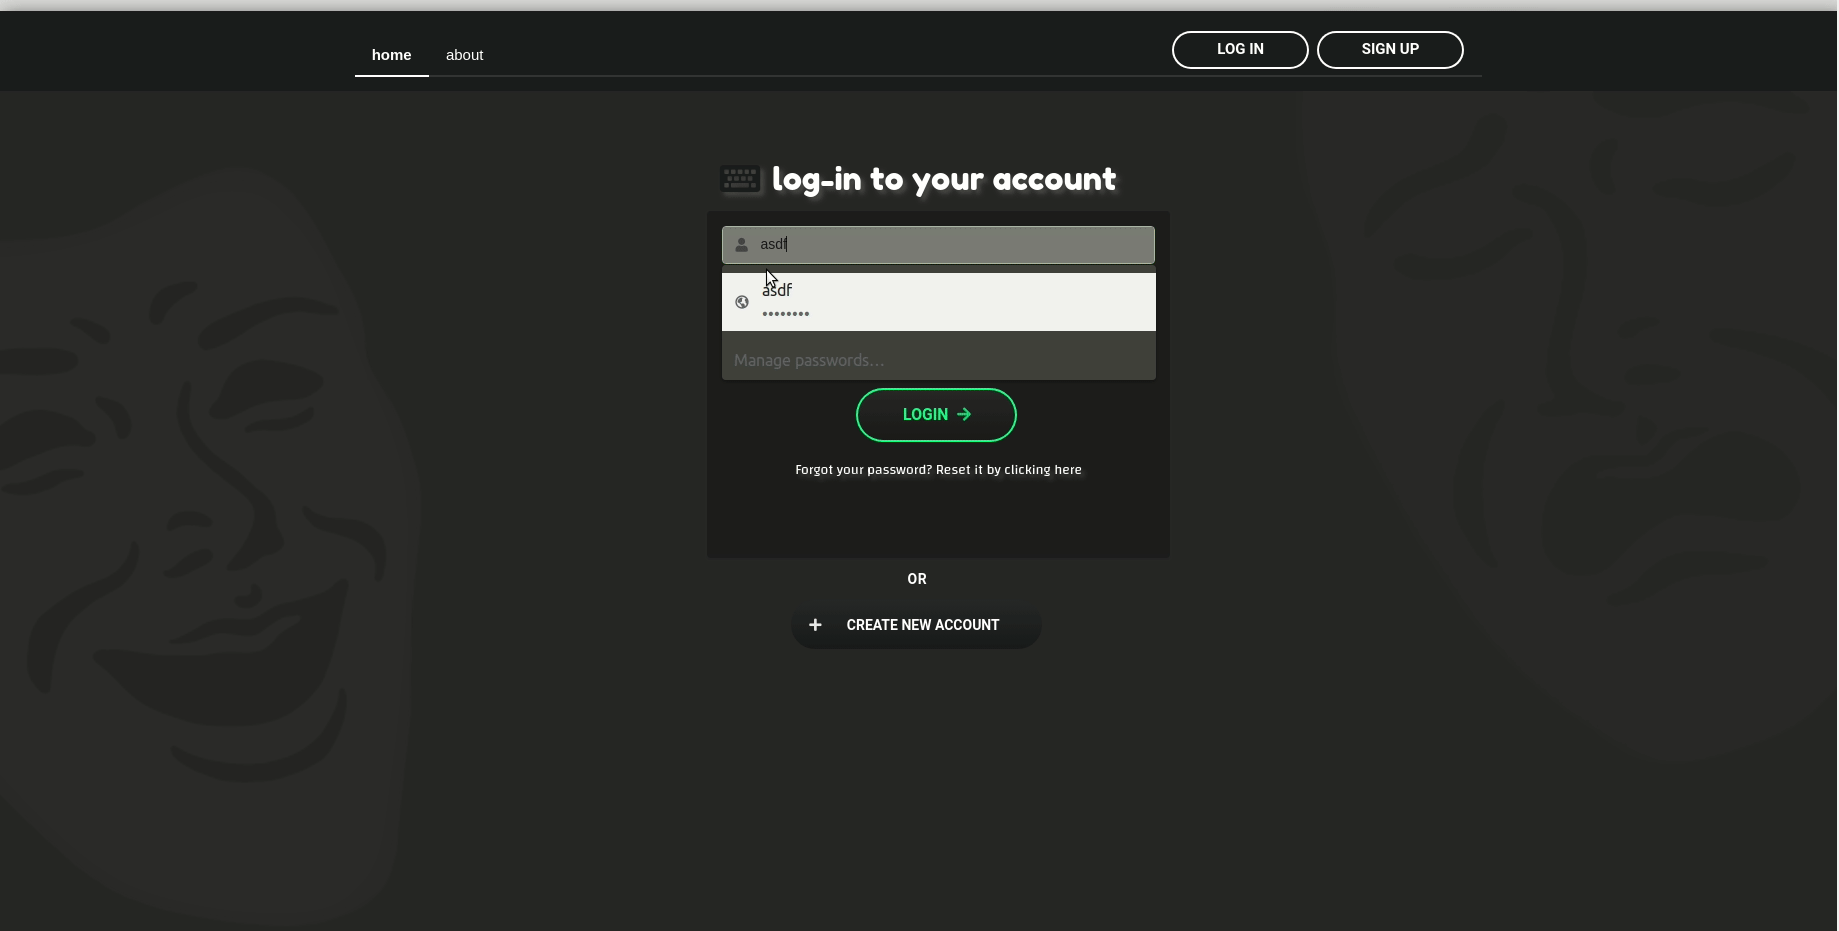 home
about
LOG IN
SIGN UP
log-in to your account
asdf
asdf
••••••••
Manage passwords...
LOGIN
Forgot your password? Reset it by clicking here
OR
CREATE NEW ACCOUNT